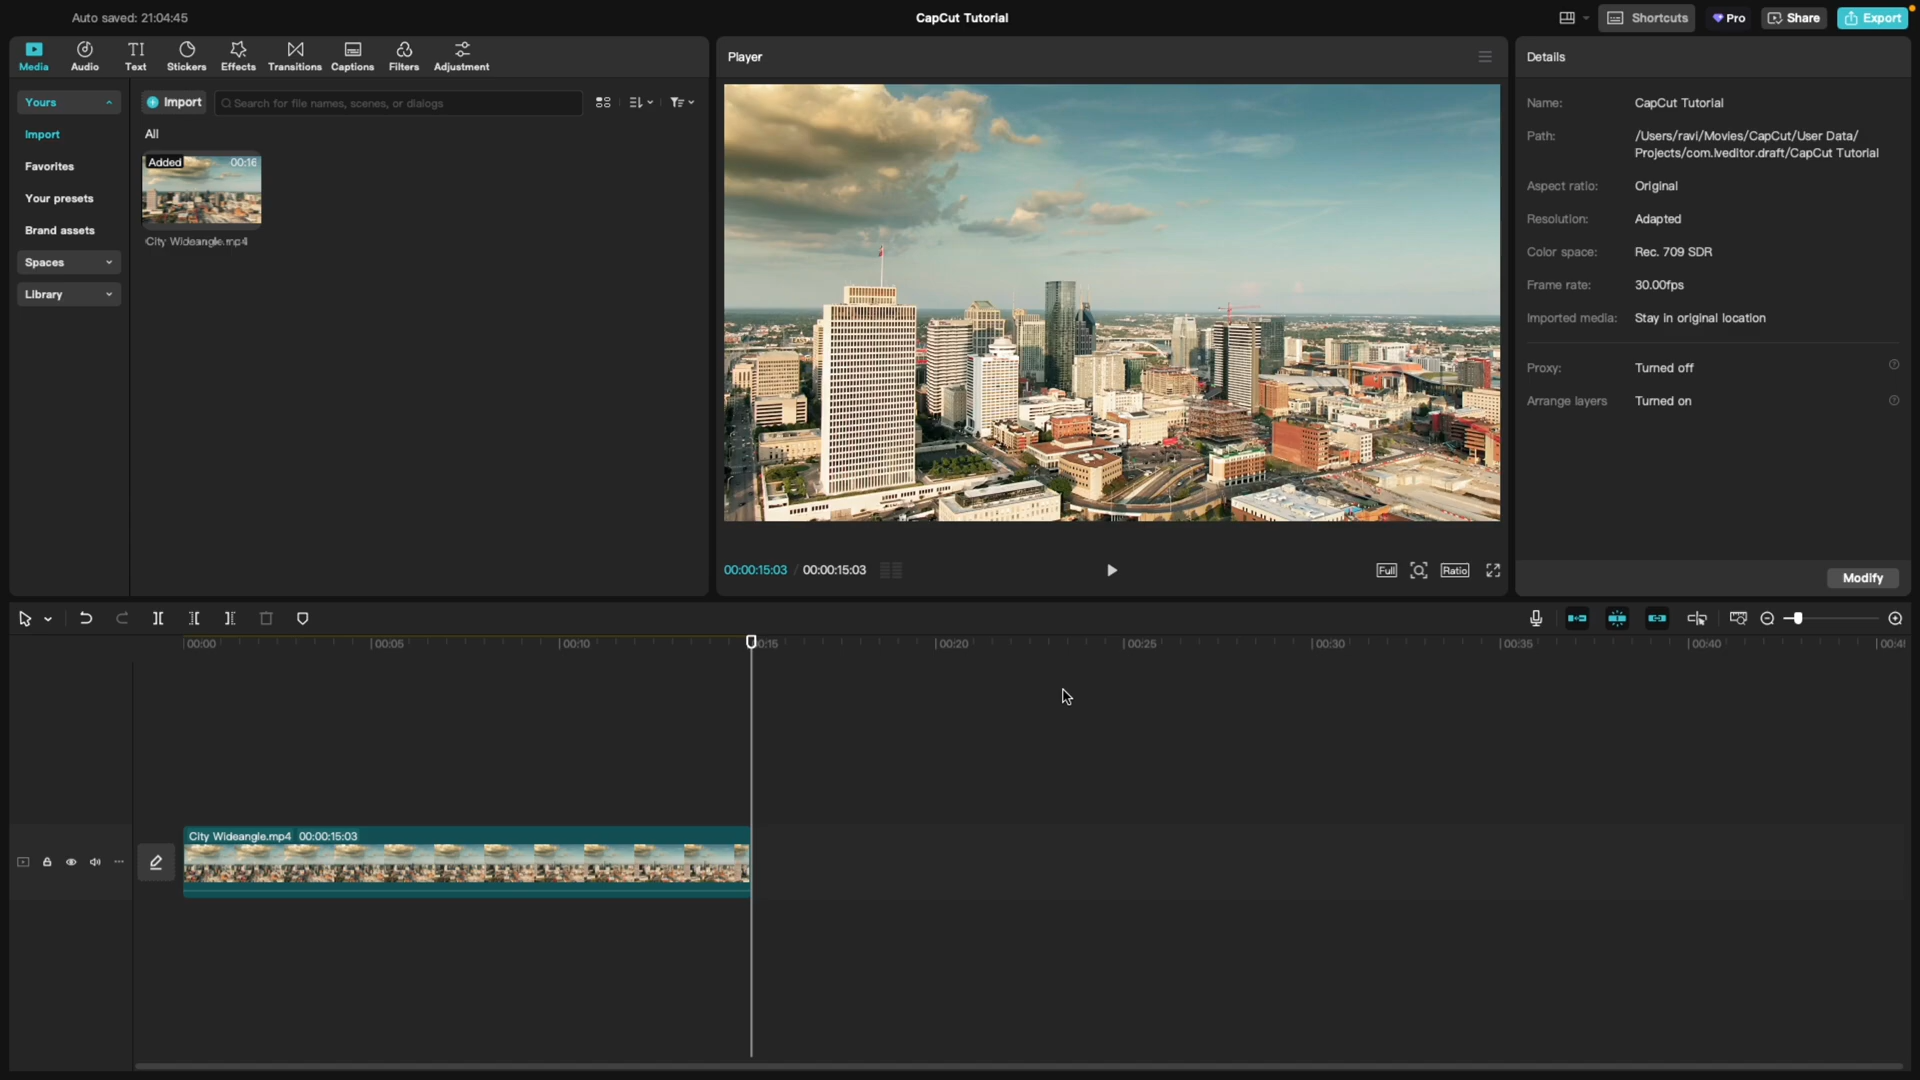 Auto saved: 21:04:45
CapCut Tutorial
Shortcuts
Pro
Share
Export
Media
Audio
TI
Text
Stickers
Effects
Transitions
Captions
Filters
Adjustment
Yours
Import
Favorites
Your presets
Brand assets
Spaces
Library
Import
Search for file names, scenes, or dialogs
All
Added
00:16
City Wideangle.mp4
Player
00:00:15:03 / 00:00:15:03
Full
Ratio
Details
Name: CapCut Tutorial
Path: /Users/ravi/Movies/CapCut/User Data/
Projects/com.lveditor.draft/CapCut Tutorial
Aspect ratio: Original
Resolution: Adapted
Color space: Rec. 709 SDR
Frame rate: 30.00fps
Imported media: Stay in original location
Proxy: Turned off
Arrange layers Turned on
Modify
00:00
00:05
00:10
00:15
00:20
00:25
00:30
00:35
00:40
City Wideangle.mp4 00:00:15:03